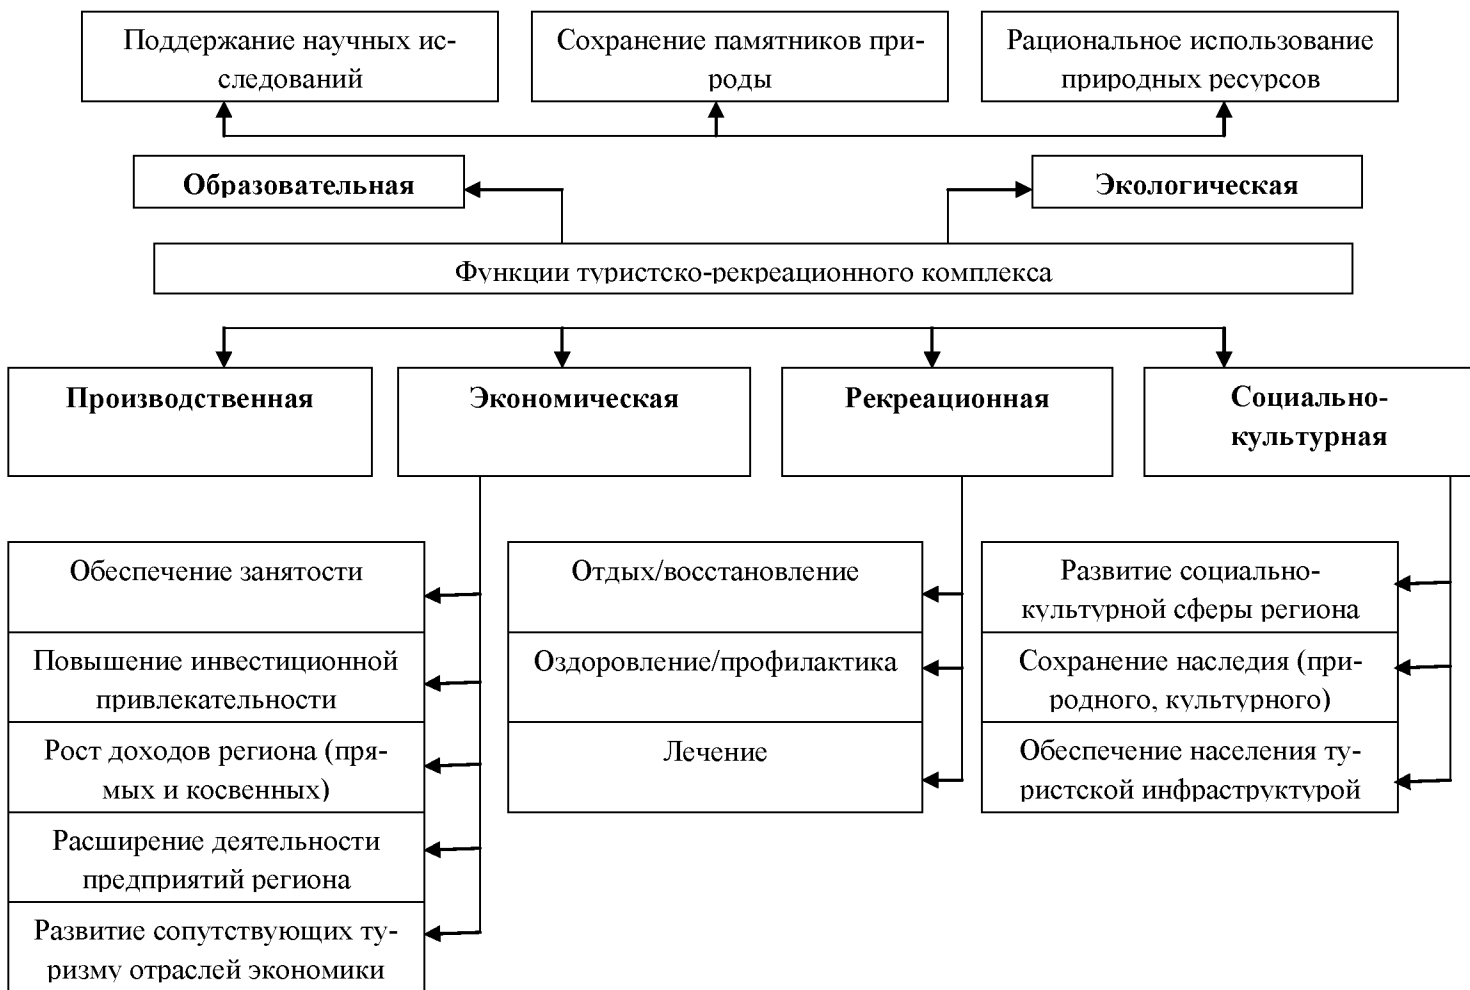 Поддержание научных ис-
следований
Сохранение памятников при-
роды
Рациональное использование
природных ресурсов
Образовательная
Экологическая
Функции туристско-рекреационного комплекса
Производственная
Экономическая
Рекреационная
Социально-
культурная
Обеспечение занятости
Повышение инвестиционной
привлекательности
Рост доходов региона (пря-
мых и косвенных)
Расширение деятельности
предприятий региона
Развитие сопутствующих ту-
ризму отраслей экономики
Отдых/восстановление
Оздоровление/профилактика
Лечение
Развитие социально-
культурной сферы региона
Сохранение наследия (при-
родного, культурного)
Обеспечение населения ту-
ристской инфраструктурой